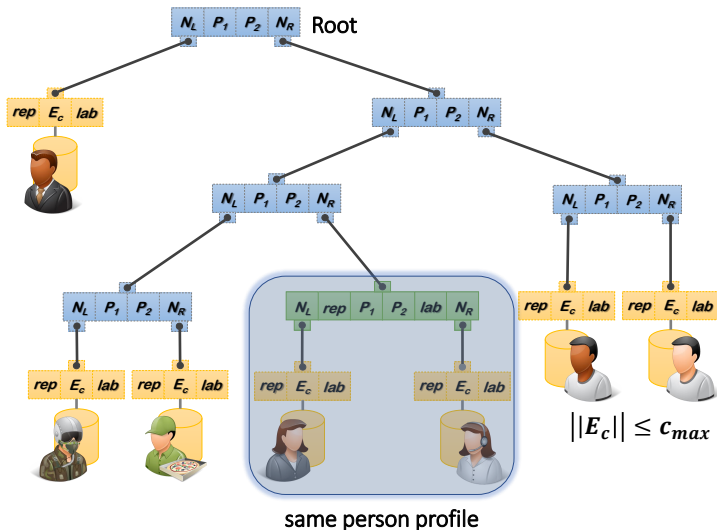 N_L P_1 P_2 N_R Root
rep E_c lab
N_L P_1 P_2 N_R
N_L P_1 P_2 N_R
N_L P_1 P_2 N_R
N_L P_1 P_2 N_R
N_L rep P_1 P_2 lab N_R
rep E_c lab
rep E_c lab
rep E_c lab
rep E_c lab
rep E_c lab
rep E_c lab
||E_c|| ≤ c_max
same person profile